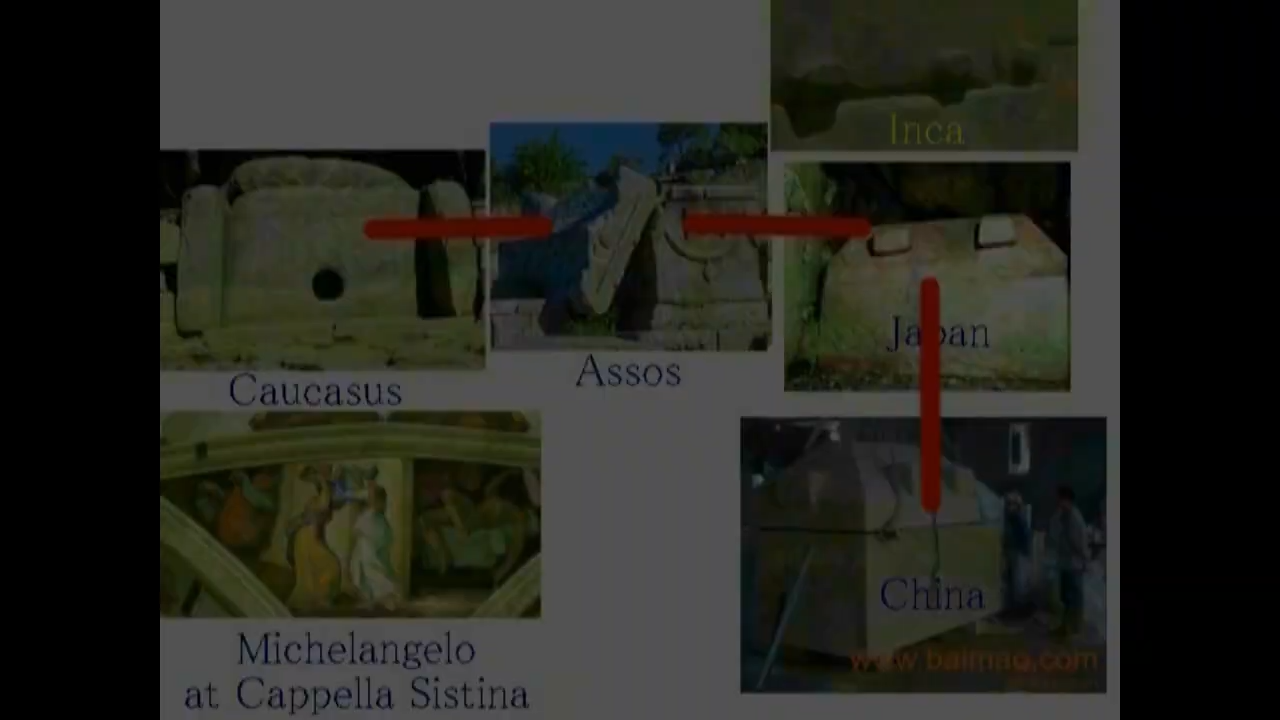 Inca
Assos
Japan
Caucasus
China
Michelangelo
at Cappella Sistina
www.baimao.com